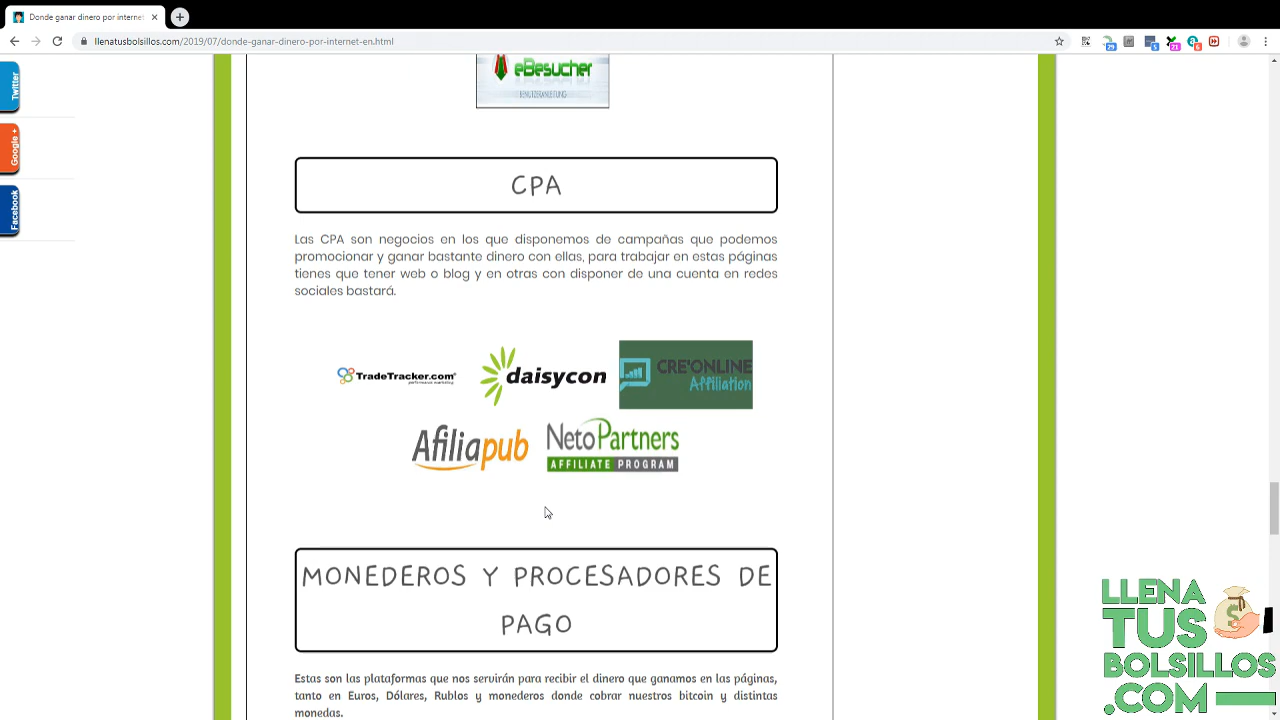 Donde ganar dinero por internet
llenatusbolsillos.com/2019/07/donde-ganar-dinero-por-internet-en.html
Twitter
Google +
Facebook
eBesucher
CPA
Las CPA son negocios en los que disponemos de campañas que podemos
promocionar y ganar bastante dinero con ellas, para trabajar en estas páginas
tienes que tener web o blog y en otras con disponer de una cuenta en redes
sociales bastará.
TradeTracker.com
daisycon
CRE'ONLINE
Affiliation
Afiliapub
NetoPartners
AFFILIATE PROGRAM
MONEDEROS Y PROCESADORES DE
PAGO
Estas son las plataformas que nos servirán para recibir el dinero que ganamos en las páginas,
tanto en Euros, Dólares, Rublos y monederos donde cobrar nuestros bitcoin y distintas
monedas.
LLENA
TUS
BOLSILLOS
.COM